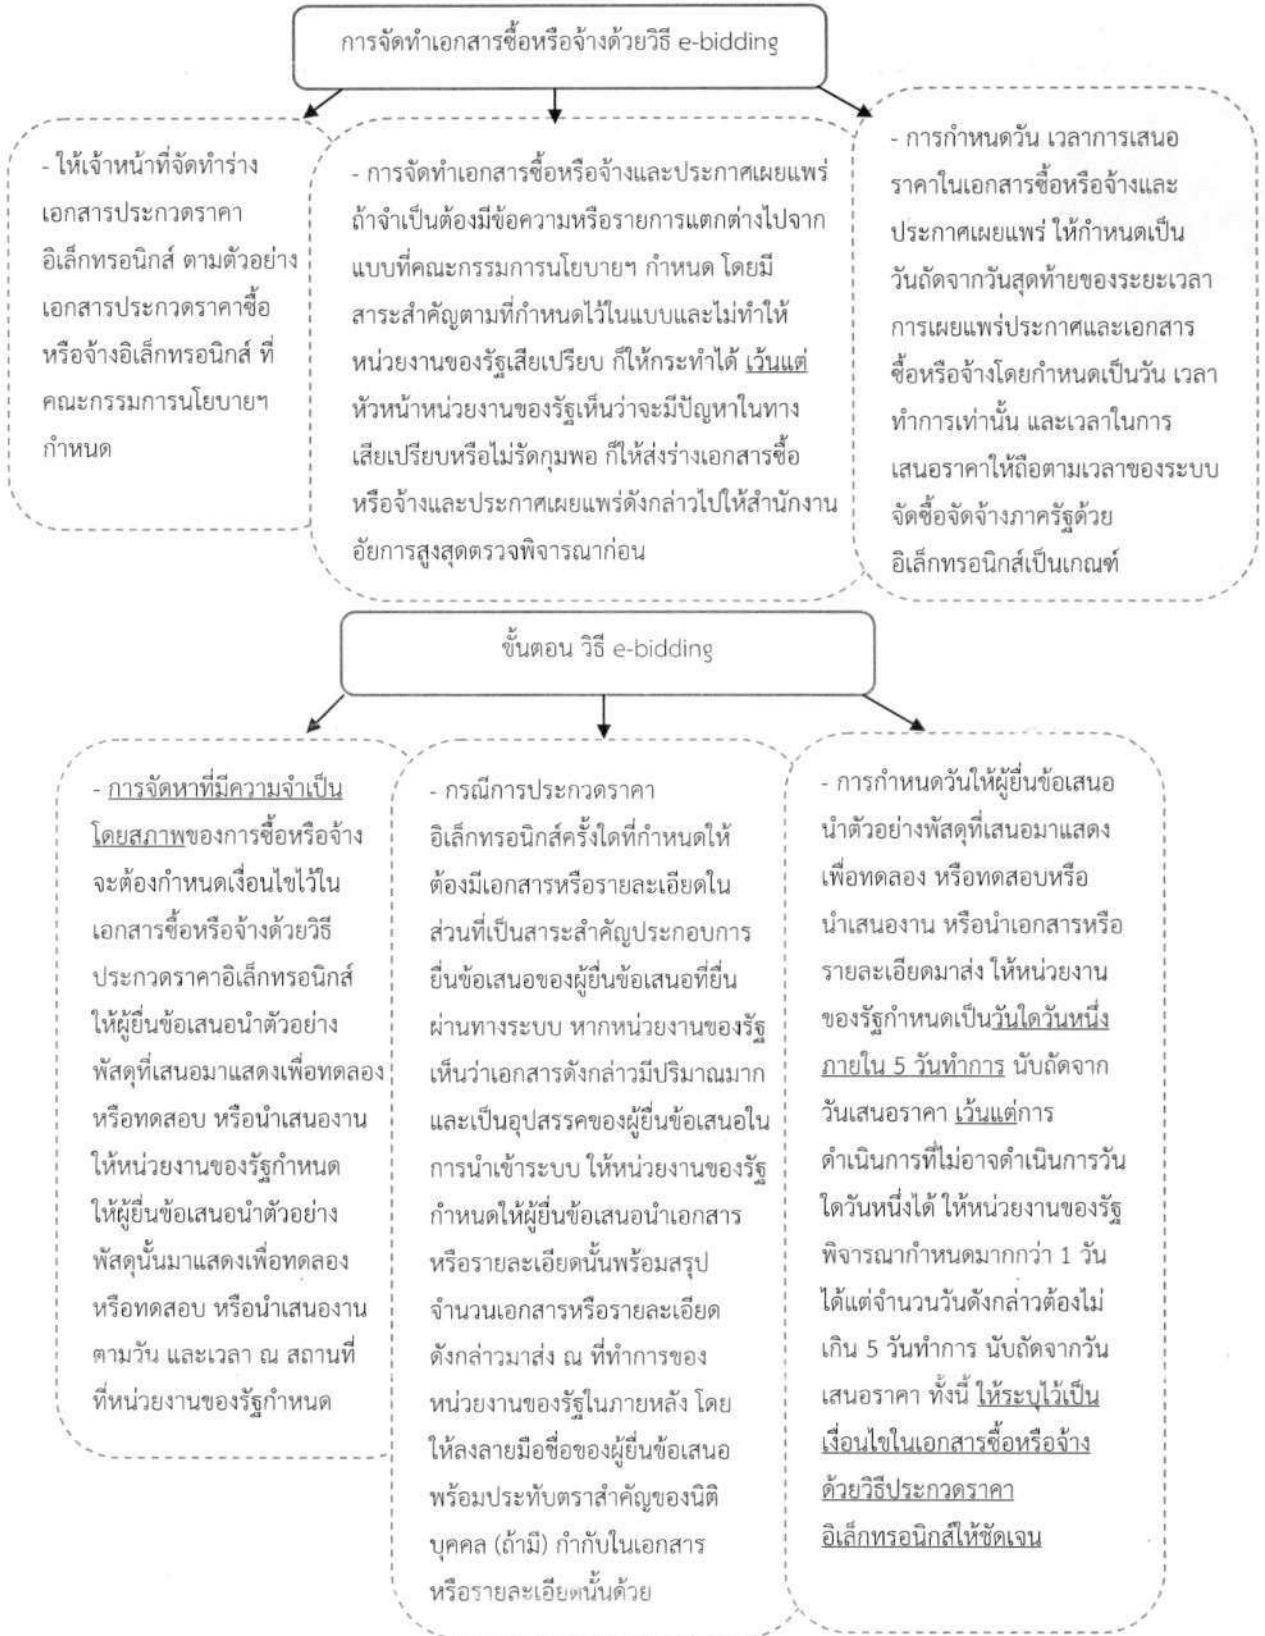 การจัดทำเอกสารซื้อหรือจ้างด้วยวิธี e-bidding
- ให้เจ้าหน้าที่จัดทำร่าง
เอกสารประกวดราคา
อิเล็กทรอนิกส์ ตามตัวอย่าง
เอกสารประกวดราคาซื้อ
หรือจ้างอิเล็กทรอนิกส์ ที่
คณะกรรมการนโยบายฯ
กำหนด
- การจัดทำเอกสารซื้อหรือจ้างและประกาศเผยแพร่
ถ้าจำเป็นต้องมีข้อความหรือรายการแตกต่างไปจาก
แบบที่คณะกรรมการนโยบายฯ กำหนด โดยมี
สาระสำคัญตามที่กำหนดไว้ในแบบและไม่ทำให้
หน่วยงานของรัฐเสียเปรียบ ก็ให้กระทำได้ เว้นแต่
หัวหน้าหน่วยงานของรัฐเห็นว่าจะมีปัญหาในทาง
เสียเปรียบหรือไม่รัดกุมพอ ก็ให้ส่งร่างเอกสารซื้อ
หรือจ้างและประกาศเผยแพร่ดังกล่าวไปให้สำนักงาน
อัยการสูงสุดตรวจพิจารณาก่อน
- การกำหนดวัน เวลาการเสนอ
ราคาในเอกสารซื้อหรือจ้างและ
ประกาศเผยแพร่ ให้กำหนดเป็น
วันถัดจากวันสุดท้ายของระยะเวลา
การเผยแพร่ประกาศและเอกสาร
ซื้อหรือจ้างโดยกำหนดเป็นวัน เวลา
ทำการเท่านั้น และเวลาในการ
เสนอราคาให้ถือตามเวลาของระบบ
จัดซื้อจัดจ้างภาครัฐด้วย
อิเล็กทรอนิกส์เป็นเกณฑ์
ขั้นตอน วิธี e-bidding
- การจัดหาที่มีความจำเป็น
โดยสภาพของการซื้อหรือจ้าง
จะต้องกำหนดเงื่อนไขไว้ใน
เอกสารซื้อหรือจ้างด้วยวิธี
ประกวดราคาอิเล็กทรอนิกส์
ให้ผู้ยื่นข้อเสนอนำตัวอย่าง
พัสดุที่เสนอมาแสดงเพื่อทดลอง
หรือทดสอบ หรือนำเสนองาน
ให้หน่วยงานของรัฐกำหนด
ให้ผู้ยื่นข้อเสนอนำตัวอย่าง
พัสดุนั้นมาแสดงเพื่อทดลอง
หรือทดสอบ หรือนำเสนองาน
ตามวัน และเวลา ณ สถานที่
ที่หน่วยงานของรัฐกำหนด
- กรณีการประกวดราคา
อิเล็กทรอนิกส์ครั้งใดที่กำหนดให้
ต้องมีเอกสารหรือรายละเอียดใน
ส่วนที่เป็นสาระสำคัญประกอบการ
ยื่นข้อเสนอของผู้ยื่นข้อเสนอที่ยื่น
ผ่านทางระบบ หากหน่วยงานของรัฐ
เห็นว่าเอกสารดังกล่าวมีปริมาณมาก
และเป็นอุปสรรคของผู้ยื่นข้อเสนอใน
การนำเข้าระบบ ให้หน่วยงานของรัฐ
กำหนดให้ผู้ยื่นข้อเสนอนำเอกสาร
หรือรายละเอียดนั้นพร้อมสรุป
จำนวนเอกสารหรือรายละเอียด
ดังกล่าวมาส่ง ณ ที่ทำการของ
หน่วยงานของรัฐในภายหลัง โดย
ให้ลงลายมือชื่อของผู้ยื่นข้อเสนอ
พร้อมประทับตราสำคัญของนิติ
บุคคล (ถ้ามี) กำกับในเอกสาร
หรือรายละเอียดนั้นด้วย
- การกำหนดวันให้ผู้ยื่นข้อเสนอ
นำตัวอย่างพัสดุที่เสนอมาแสดง
เพื่อทดลอง หรือทดสอบหรือ
นำเสนองาน หรือนำเอกสารหรือ
รายละเอียดมาส่ง ให้หน่วยงาน
ของรัฐกำหนดเป็นวันใดวันหนึ่ง
ภายใน 5 วันทำการ นับถัดจาก
วันเสนอราคา เว้นแต่การ
ดำเนินการที่ไม่อาจดำเนินการวัน
ใดวันหนึ่งได้ ให้หน่วยงานของรัฐ
พิจารณากำหนดมากกว่า 1 วัน
ได้แต่จำนวนวันดังกล่าวต้องไม่
เกิน 5 วันทำการ นับถัดจากวัน
เสนอราคา ทั้งนี้ ให้ระบุไว้เป็น
เงื่อนไขในเอกสารซื้อหรือจ้าง
ด้วยวิธีประกวดราคา
อิเล็กทรอนิกส์ให้ชัดเจน